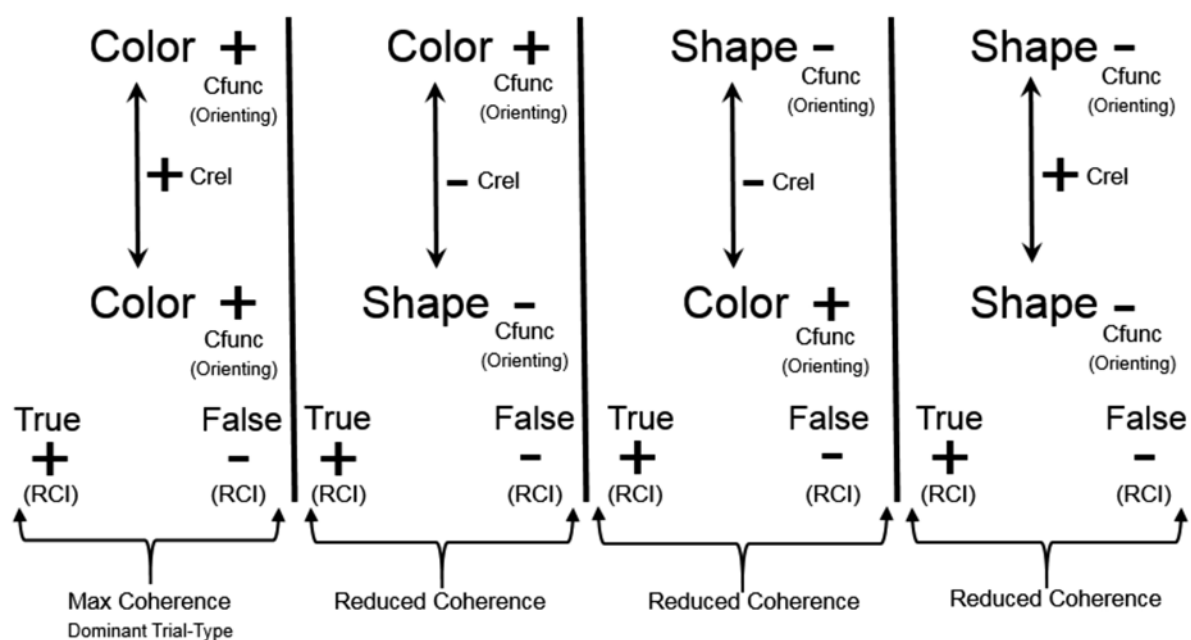 Color +
Cfunc
(Orienting)
+ Crel
Color +
Cfunc
(Orienting)
True False
+ -
(RCI) (RCI)
Max Coherence
Dominant Trial-Type
Color +
Cfunc
(Orienting)
- Crel
Shape -
Cfunc
(Orienting)
True False
+ -
(RCI) (RCI)
Reduced Coherence
Shape -
Cfunc
(Orienting)
- Crel
Color +
Cfunc
(Orienting)
True False
+ -
(RCI) (RCI)
Reduced Coherence
Shape -
Cfunc
(Orienting)
+ Crel
Shape -
Cfunc
(Orienting)
True False
+ -
(RCI) (RCI)
Reduced Coherence